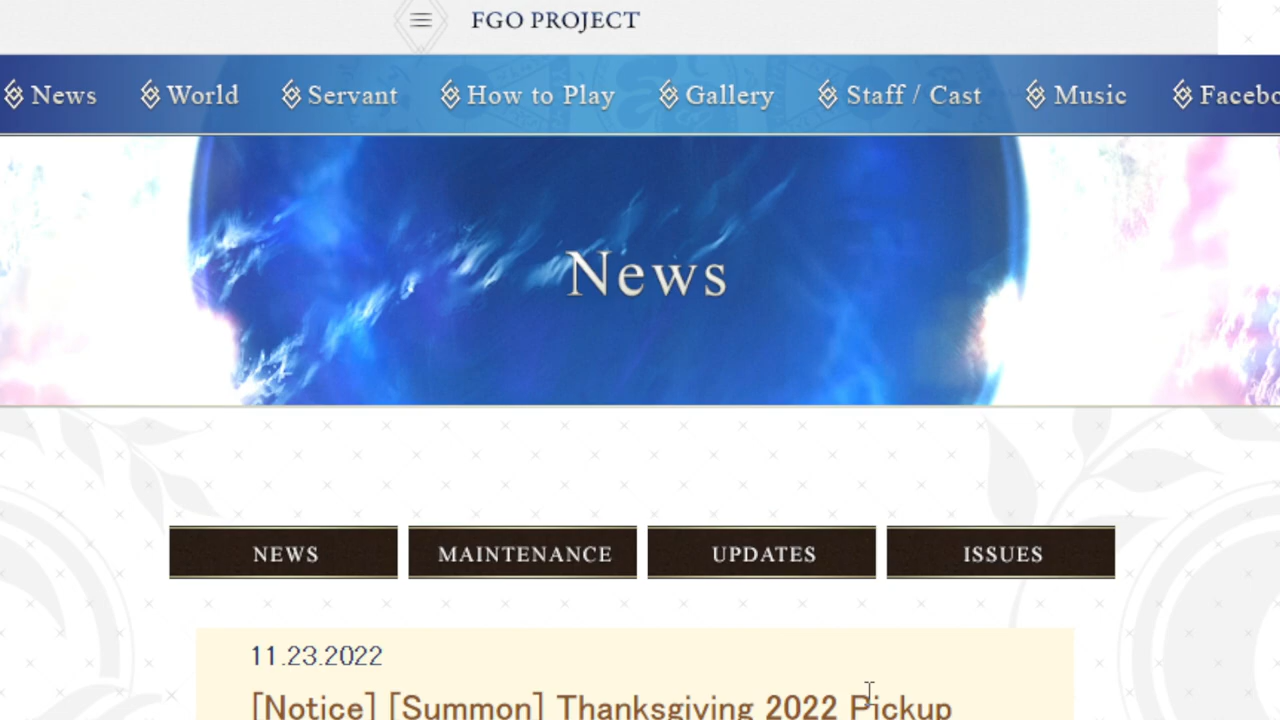 FGO PROJECT
News World Servant How to Play Gallery Staff / Cast Music
News
NEWS MAINTENANCE UPDATES ISSUES
11.23.2022
[Notice] [Summon] Thanksgiving 2022 Pickup